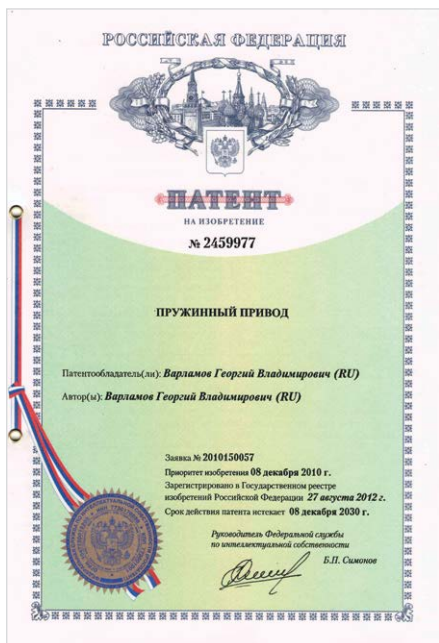 РОССИЙСКАЯ ФЕДЕРАЦИЯ
ПАТЕНТ
НА ИЗОБРЕТЕНИЕ
№ 2459977
ПРУЖИННЫЙ ПРИВОД
Патентообладатель(ли): Варламов Георгий Владимирович (RU)
Автор(ы): Варламов Георгий Владимирович (RU)
Заявка № 2010150057
Приоритет изобретения 08 декабря 2010 г.
Зарегистрировано в Государственном реестре
изобретений Российской Федерации 27 августа 2012 г.
Срок действия патента истекает 08 декабря 2030 г.
Руководитель Федеральной службы
по интеллектуальной собственности
Б.П. Симонов